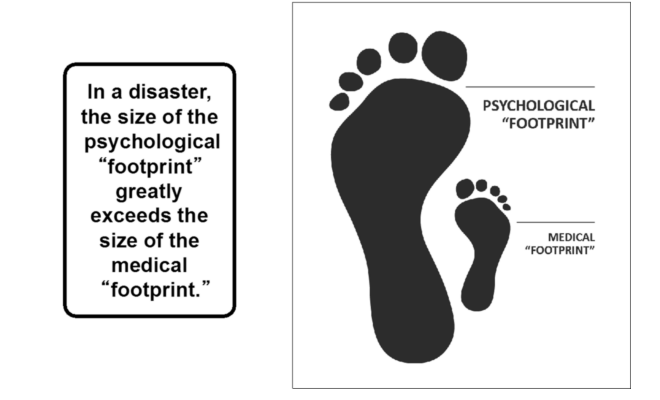 In a disaster,
the size of the
psychological
“footprint”
greatly
exceeds the
size of the
medical
“footprint.”
PSYCHOLOGICAL
“FOOTPRINT”
MEDICAL
“FOOTPRINT”